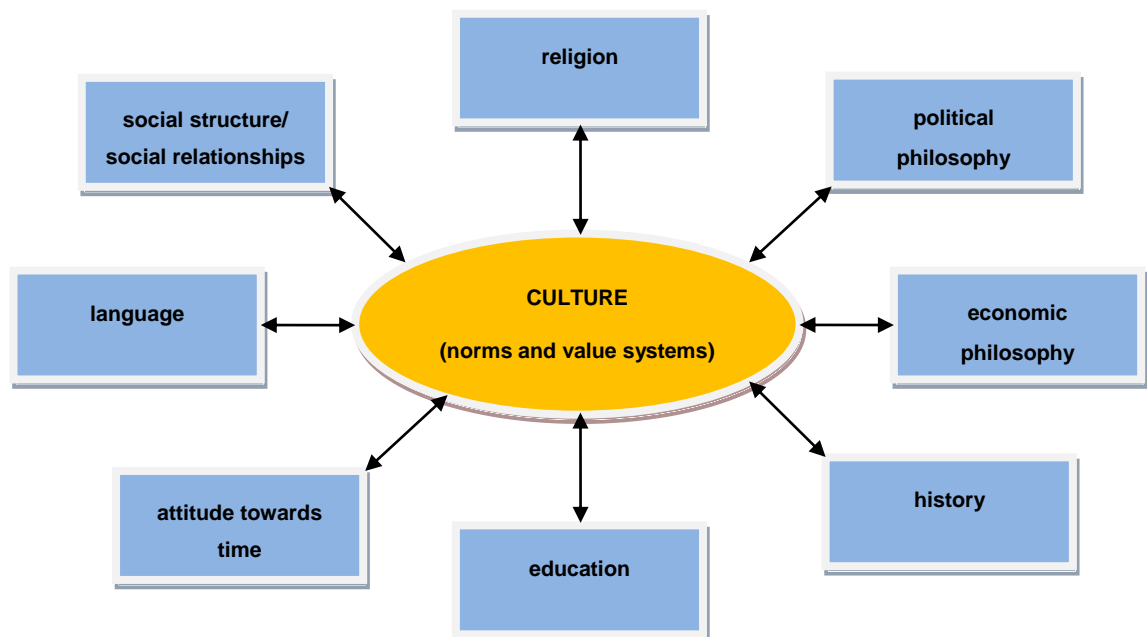 religion
social structure/
social relationships
political
philosophy
language
CULTURE
(norms and value systems)
economic
philosophy
attitude towards
time
education
history